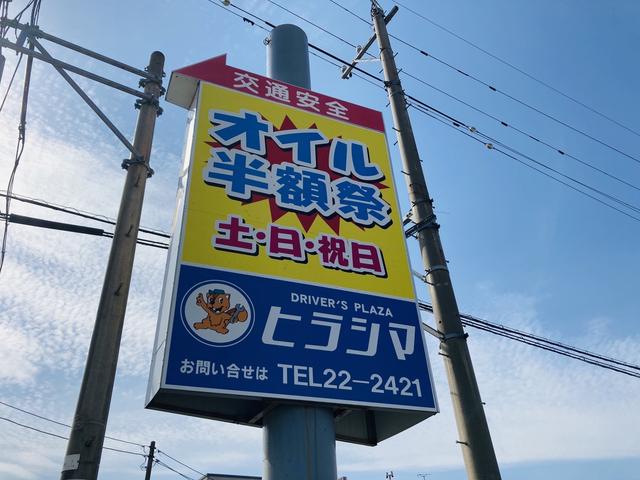 交通安全
オイル
半額祭
土・日・祝日
DRIVER'S PLAZA
ヒラシマ
お問い合せは TEL22-2421